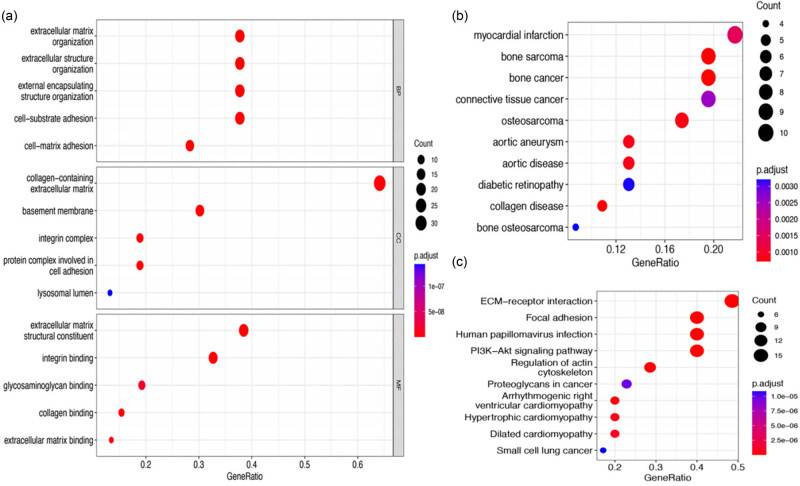 (a)
extracellular matrix
organization
extracellular structure
organization
external encapsulating
structure organization
cell-substrate adhesion
cell-matrix adhesion
BP
collagen-containing
extracellular matrix
basement membrane
integrin complex
protein complex involved in
cell adhesion
lysosomal lumen
CC
extracellular matrix
structural constituent
integrin binding
glycosaminoglycan binding
collagen binding
extracellular matrix binding
MF
0.2 0.3 0.4 0.5 0.6
GeneRatio
Count
10
15
20
25
30
p.adjust
1e-07
5e-08
(b)
myocardial infarction
bone sarcoma
bone cancer
connective tissue cancer
osteosarcoma
aortic aneurysm
aortic disease
diabetic retinopathy
collagen disease
bone osteosarcoma
0.12 0.16 0.20
GeneRatio
Count
4
5
6
7
8
9
10
p.adjust
0.0030
0.0025
0.0020
0.0015
0.0010
(c)
ECM−receptor interaction
Focal adhesion
Human papillomavirus infection
PI3K−Akt signaling pathway
Regulation of actin
cytoskeleton
Proteoglycans in cancer
Arrhythmogenic right
ventricular cardiomyopathy
Hypertrophic cardiomyopathy
Dilated cardiomyopathy
Small cell lung cancer
0.2 0.3 0.4 0.5
GeneRatio
Count
6
9
12
15
p.adjust
1.0e−05
7.5e−06
5.0e−06
2.5e−06